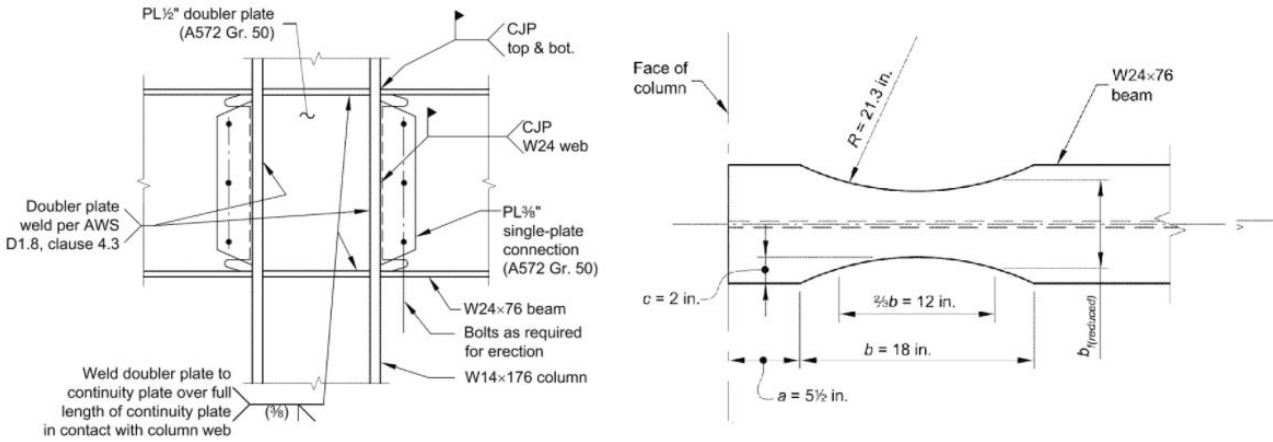 PL½" doubler plate
(A572 Gr. 50)
CJP
top & bot.
CJP
W24 web
Doubler plate
weld per AWS
D1.8, clause 4.3
PL⅜"
single-plate
connection
(A572 Gr. 50)
W24×76 beam
Bolts as required
for erection
W14×176 column
Weld doubler plate to
continuity plate over full
length of continuity plate
in contact with column web
(⅜)
Face of
column
R = 21.3 in.
W24×76
beam
c = 2 in.
⅔b = 12 in.
b = 18 in.
a = 5½ in.
bf(reduced)